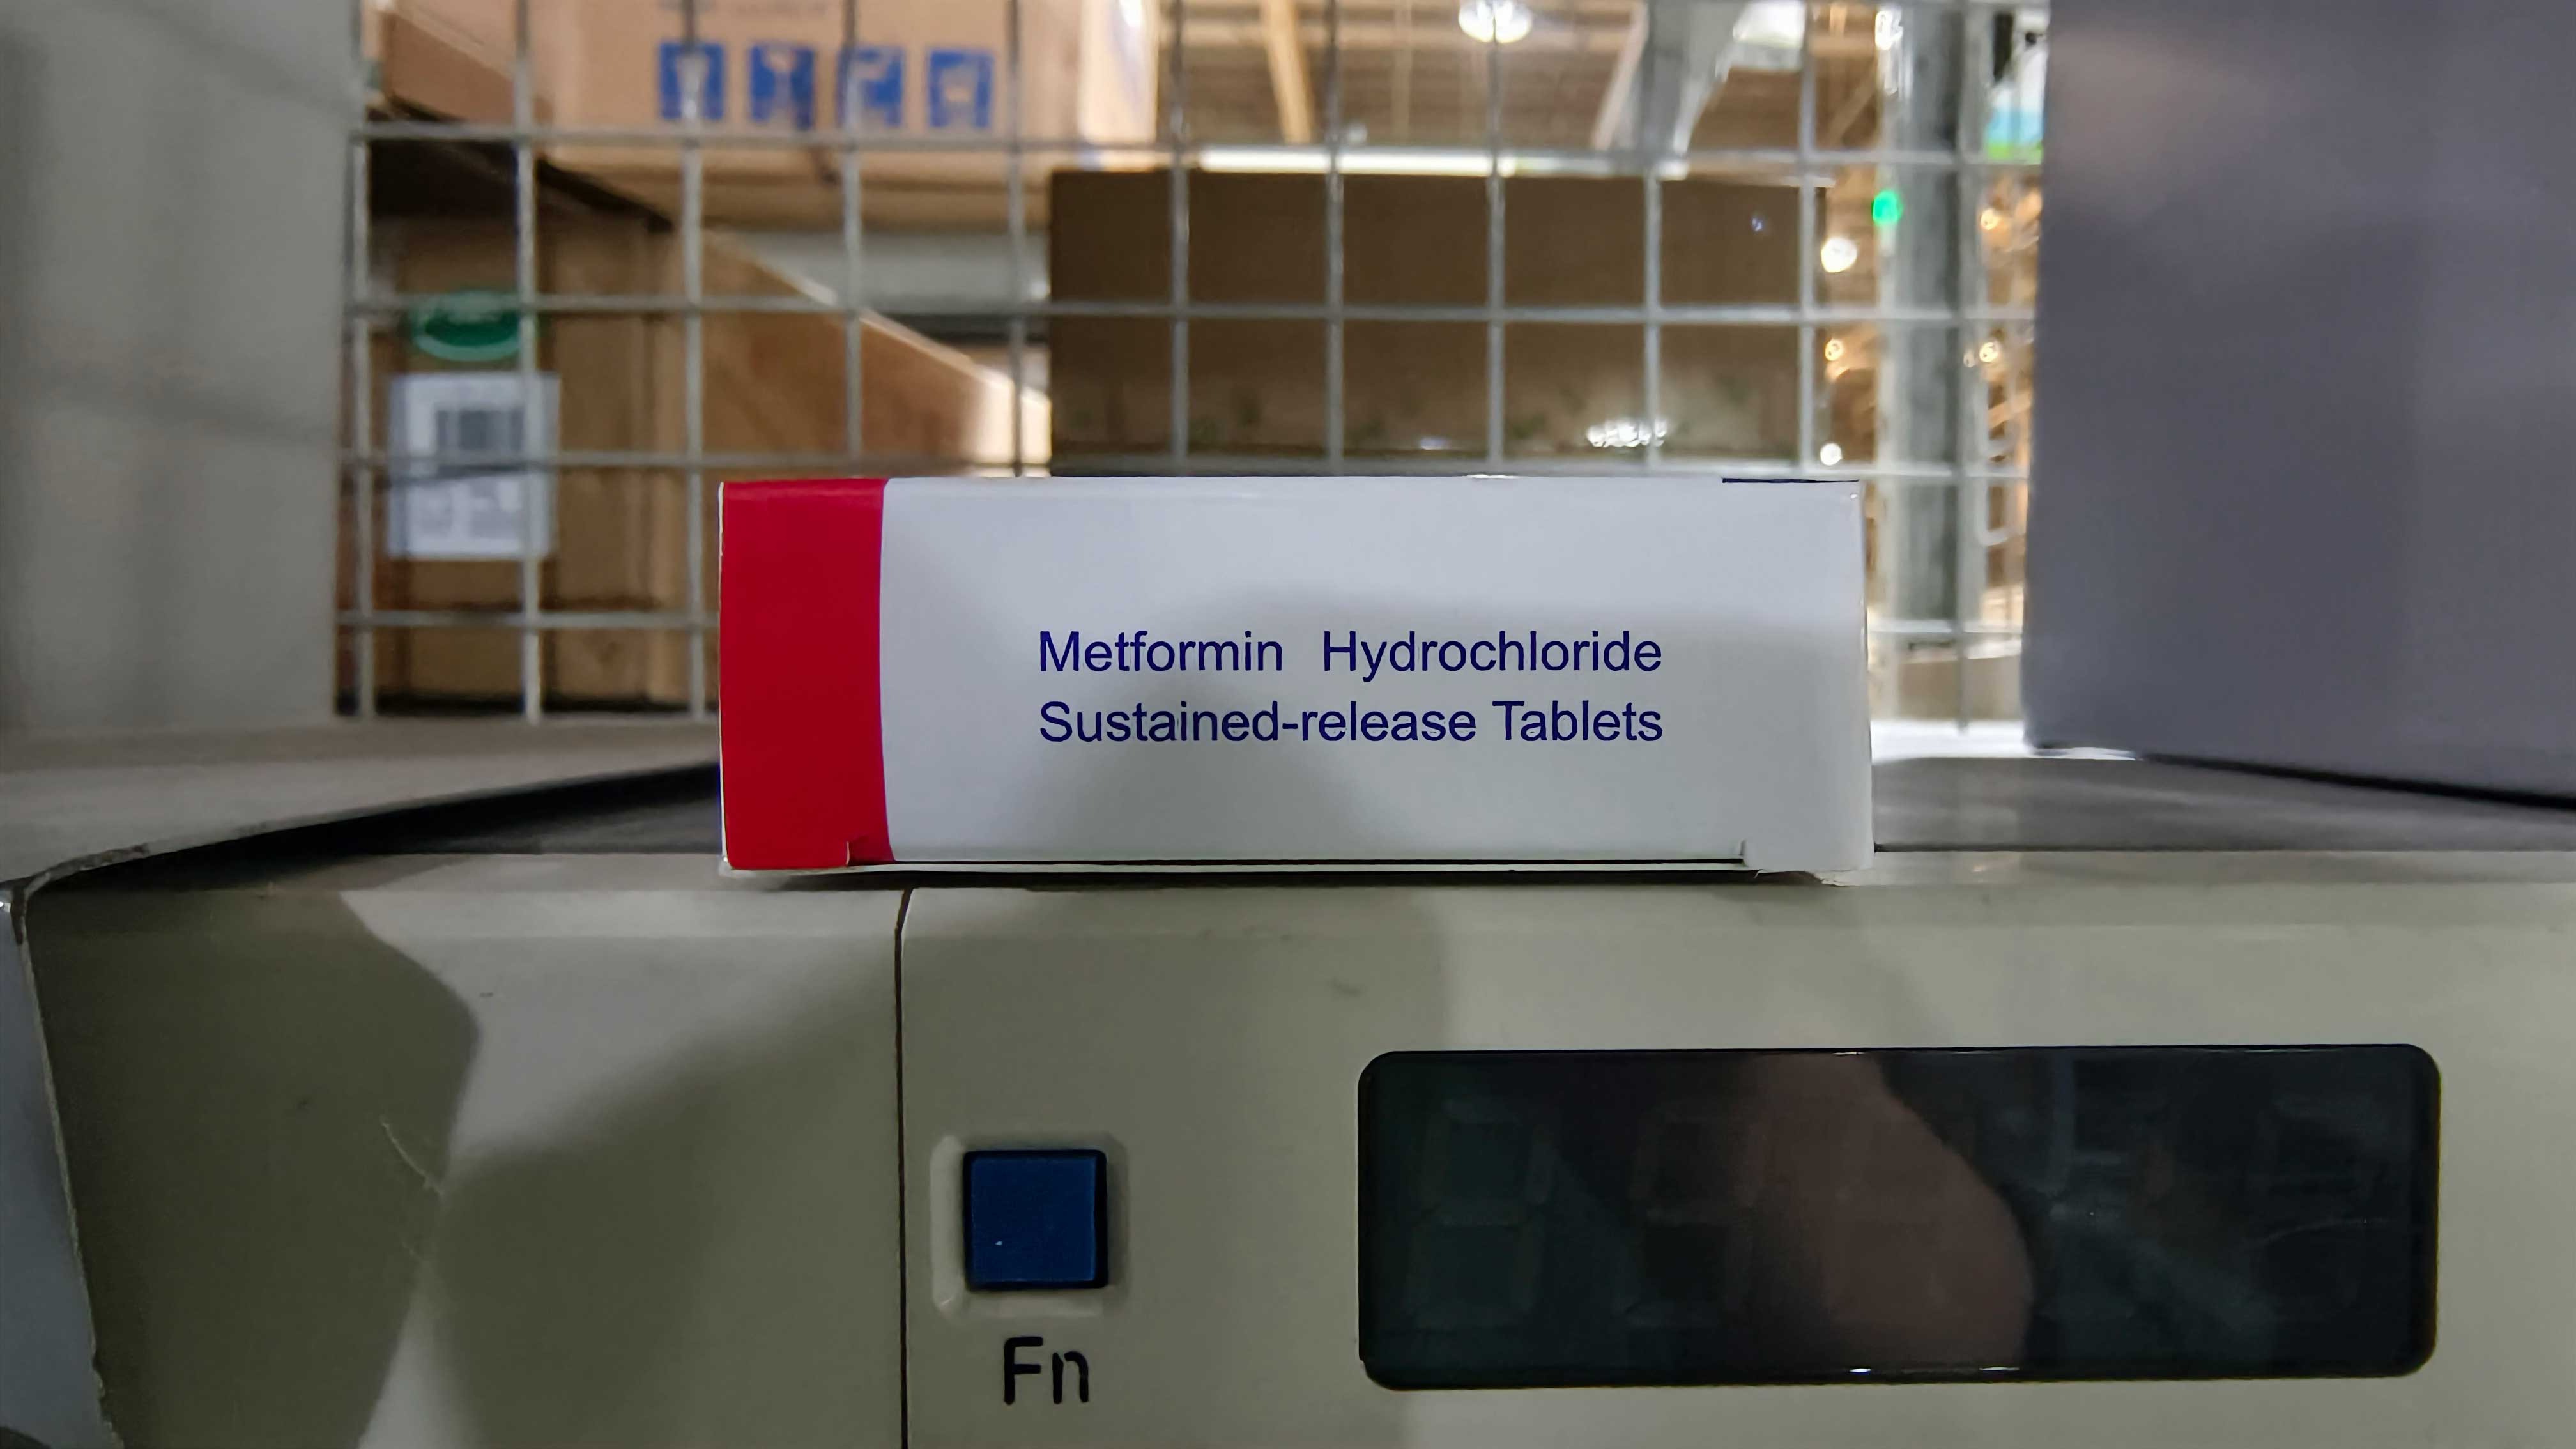 Metformin Hydrochloride
Sustained-release Tablets
Fn